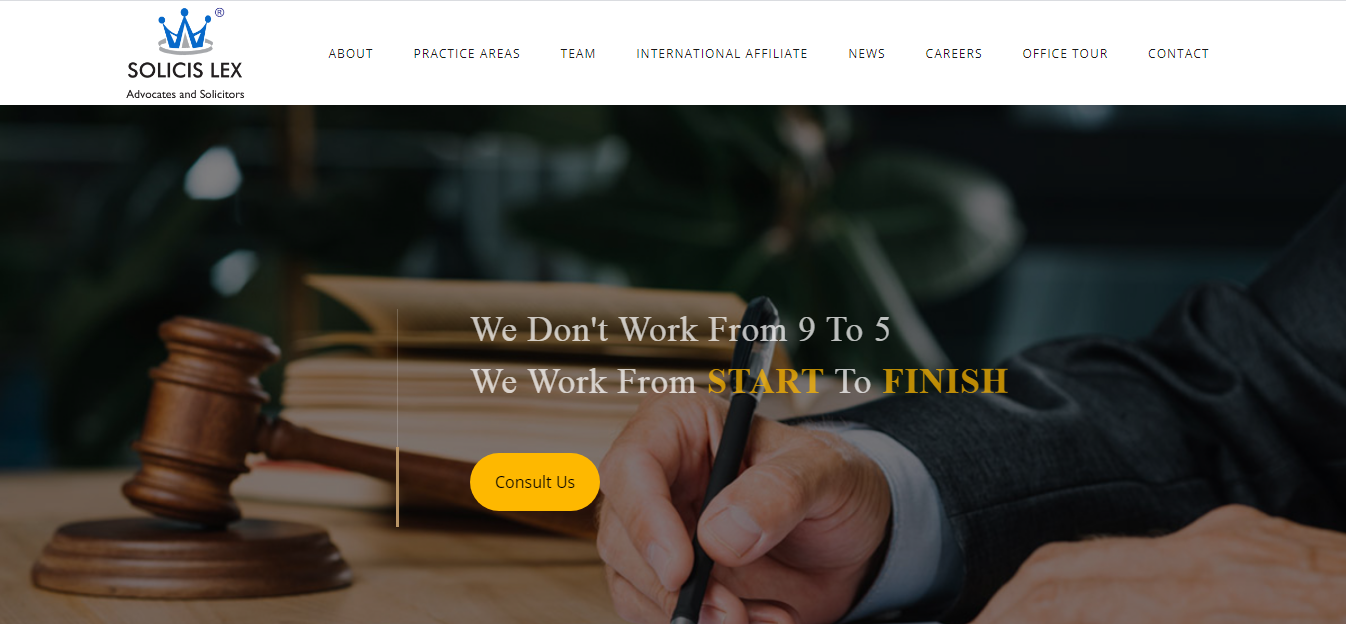 ®
SOLICIS LEX
Advocates and Solicitors
ABOUT PRACTICE AREAS TEAM INTERNATIONAL AFFILIATE NEWS CAREERS OFFICE TOUR CONTACT
We Don't Work From 9 To 5
We Work From START To FINISH
Consult Us